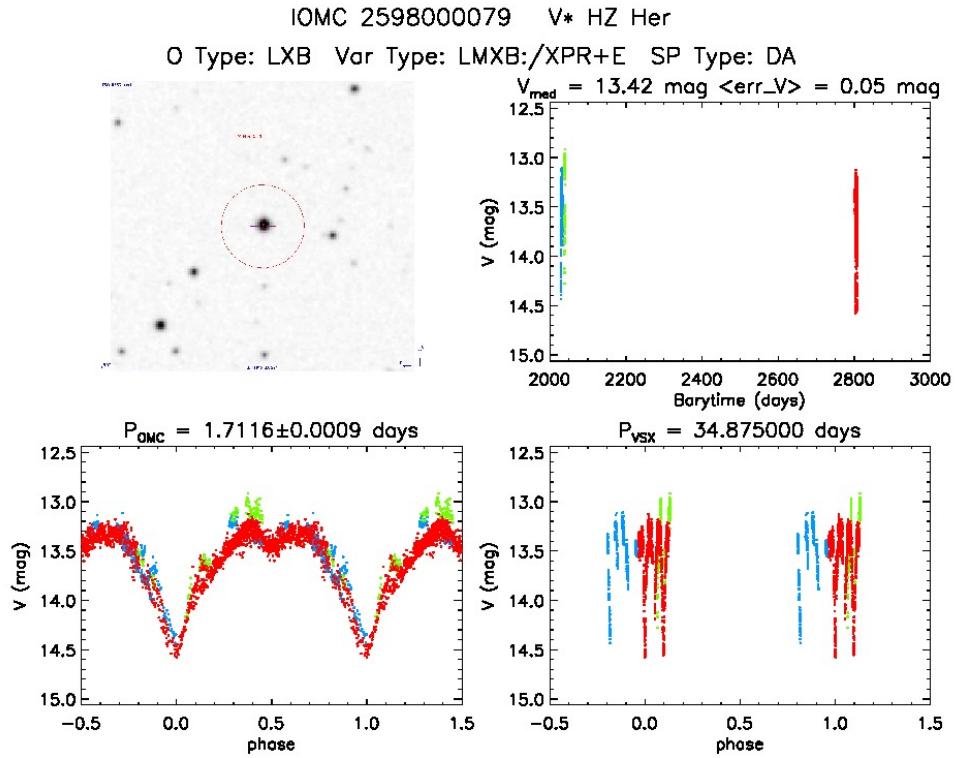 IOMC 2598000079 V* HZ Her
O Type: LXB Var Type: LMXB:/XPR+E SP Type: DA
V_med = 13.42 mag <err_V> = 0.05 mag
12.5
13.0
13.5
14.0
14.5
15.0
V (mag)
2000 2200 2400 2600 2800 3000
Barytime (days)
P_OMC = 1.7116±0.0009 days
12.5
13.0
13.5
14.0
14.5
15.0
V (mag)
-0.5 0.0 0.5 1.0 1.5
phase
P_VSX = 34.875000 days
12.5
13.0
13.5
14.0
14.5
15.0
V (mag)
-0.5 0.0 0.5 1.0 1.5
phase